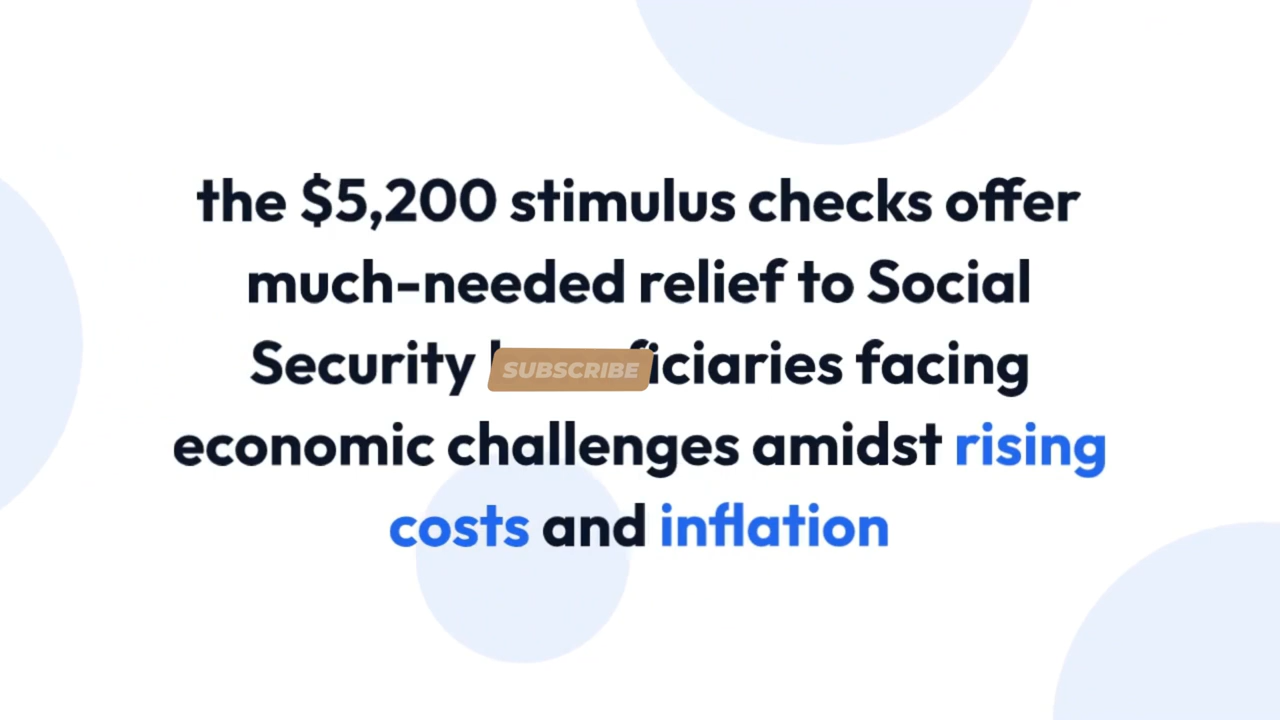 the $5,200 stimulus checks offer
much-needed relief to Social
Security
SUBSCRIBE
facing
economic challenges amidst rising
costs and inflation